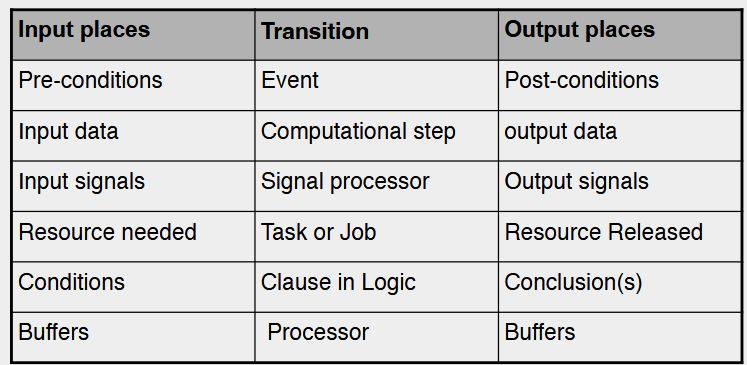 Input places Transition Output places
Pre-conditions Event Post-conditions
Input data Computational step output data
Input signals Signal processor Output signals
Resource needed Task or Job Resource Released
Conditions Clause in Logic Conclusion(s)
Buffers Processor Buffers